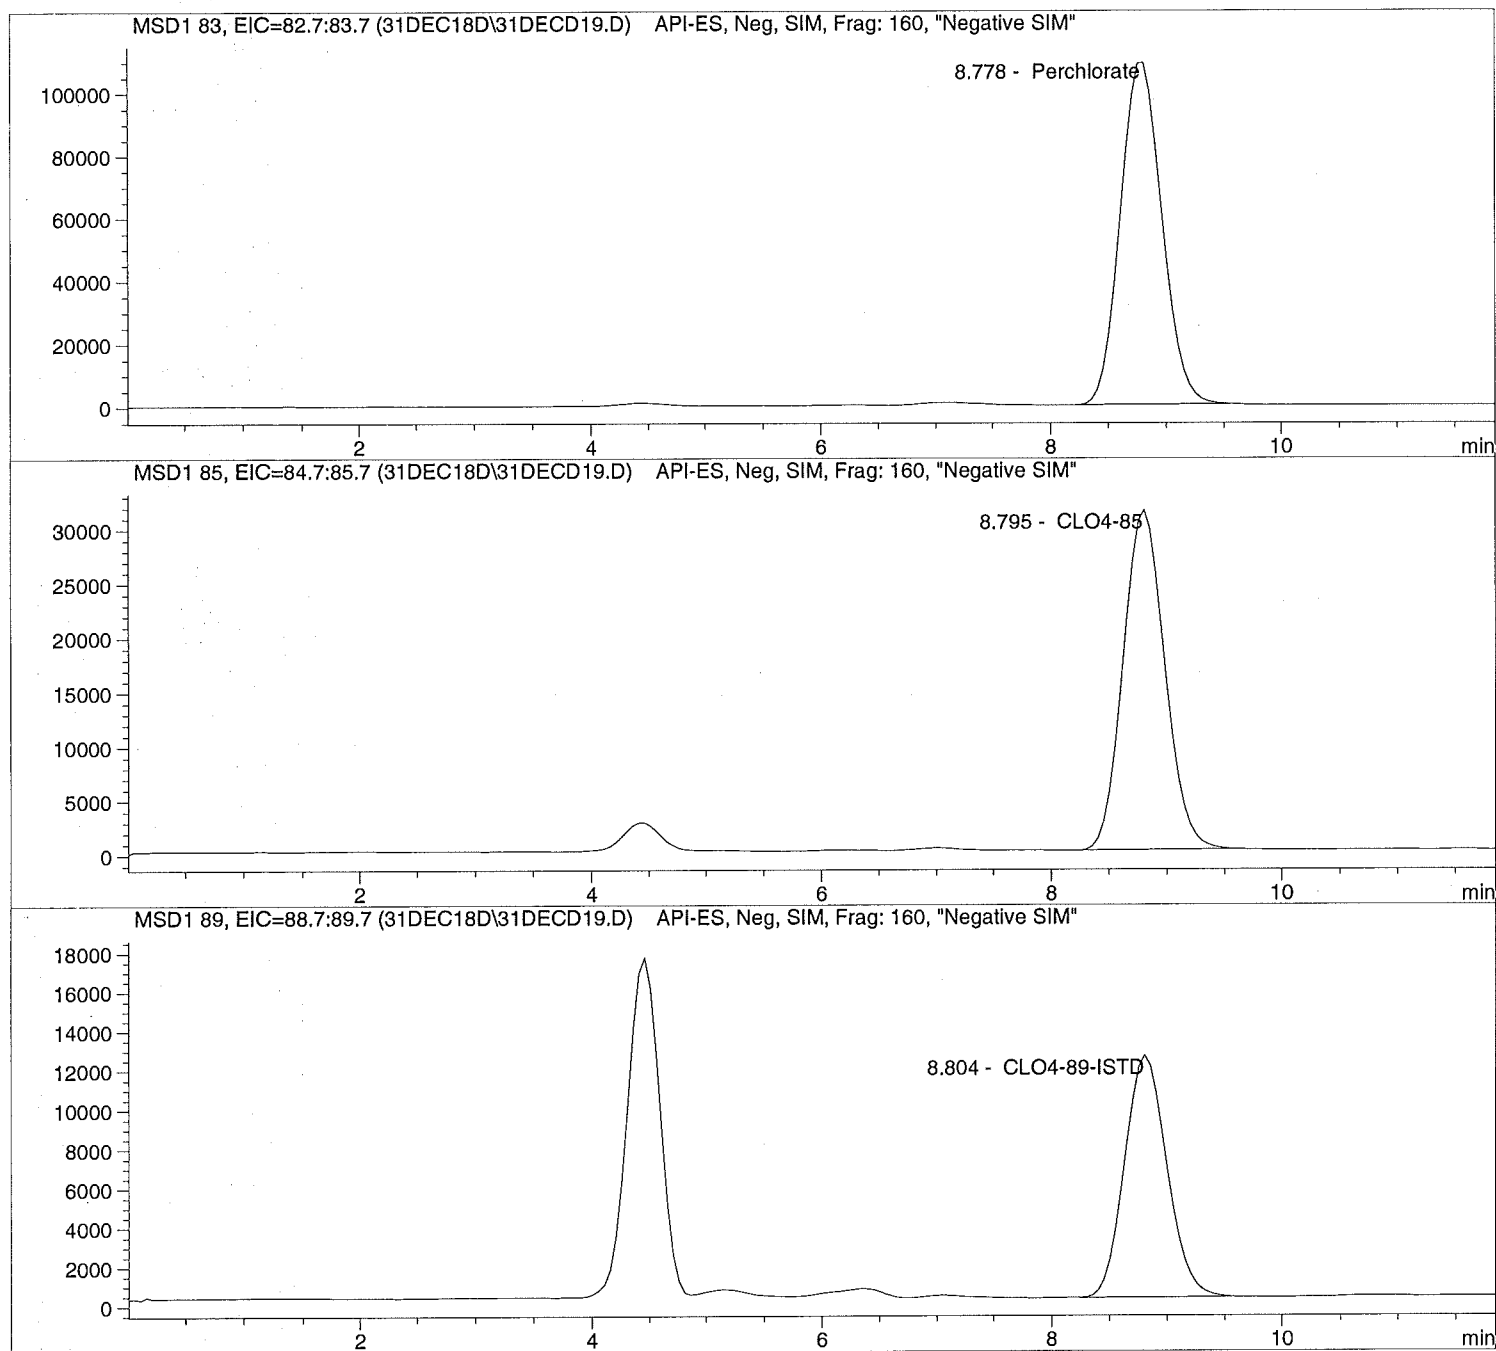 MSD1 83, EIC=82.7:83.7 (31DEC18D\31DECD19.D) API-ES, Neg, SIM, Frag: 160, "Negative SIM"
8.778 - Perchlorate
100000
80000
60000
40000
20000
0
2 4 6 8 10 min
MSD1 85, EIC=84.7:85.7 (31DEC18D\31DECD19.D) API-ES, Neg, SIM, Frag: 160, "Negative SIM"
8.795 - CLO4-85
30000
25000
20000
15000
10000
5000
0
2 4 6 8 10 min
MSD1 89, EIC=88.7:89.7 (31DEC18D\31DECD19.D) API-ES, Neg, SIM, Frag: 160, "Negative SIM"
18000
16000
14000
8.804 - CLO4-89-ISTD
12000
10000
8000
6000
4000
2000
0
2 4 6 8 10 min